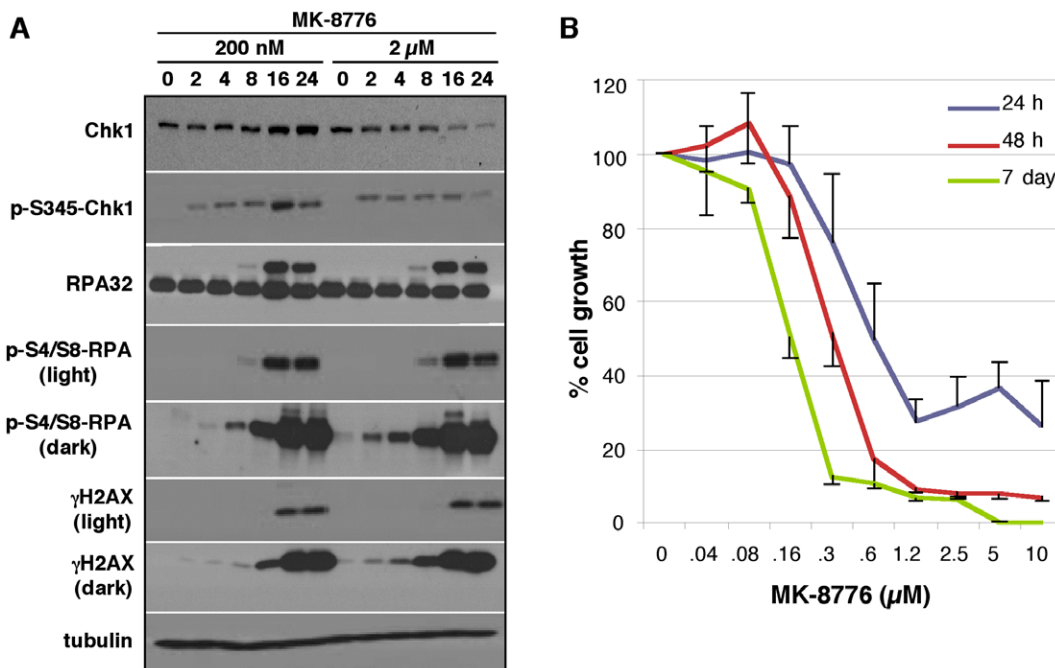 A
MK-8776
200 nM 2 µM
0 2 4 8 16 24 0 2 4 8 16 24
Chk1
p-S345-Chk1
RPA32
p-S4/S8-RPA
(light)
p-S4/S8-RPA
(dark)
γH2AX
(light)
γH2AX
(dark)
tubulin
B
% cell growth
120
100
80
60
40
20
0
24 h
48 h
7 day
0 .04 .08 .16 .3 .6 1.2 2.5 5 10
MK-8776 (µM)